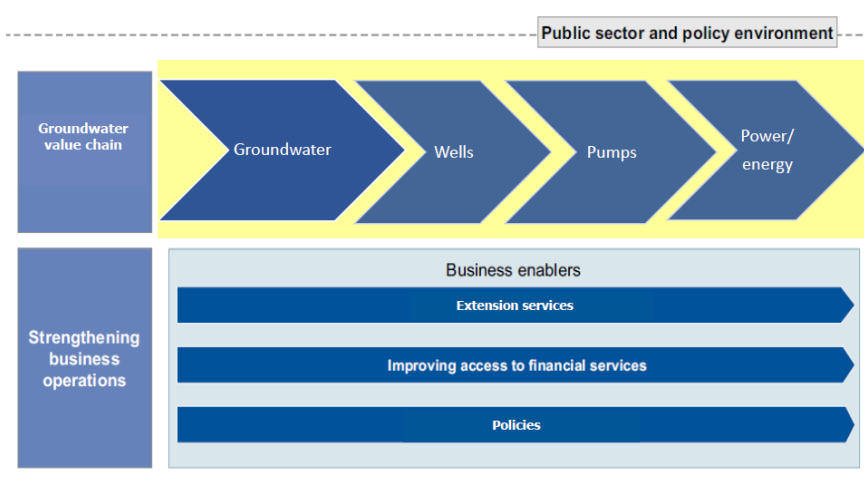 Public sector and policy environment
Groundwater
value chain
Groundwater
Wells
Pumps
Power/
energy
Strengthening
business
operations
Business enablers
Extension services
Improving access to financial services
Policies